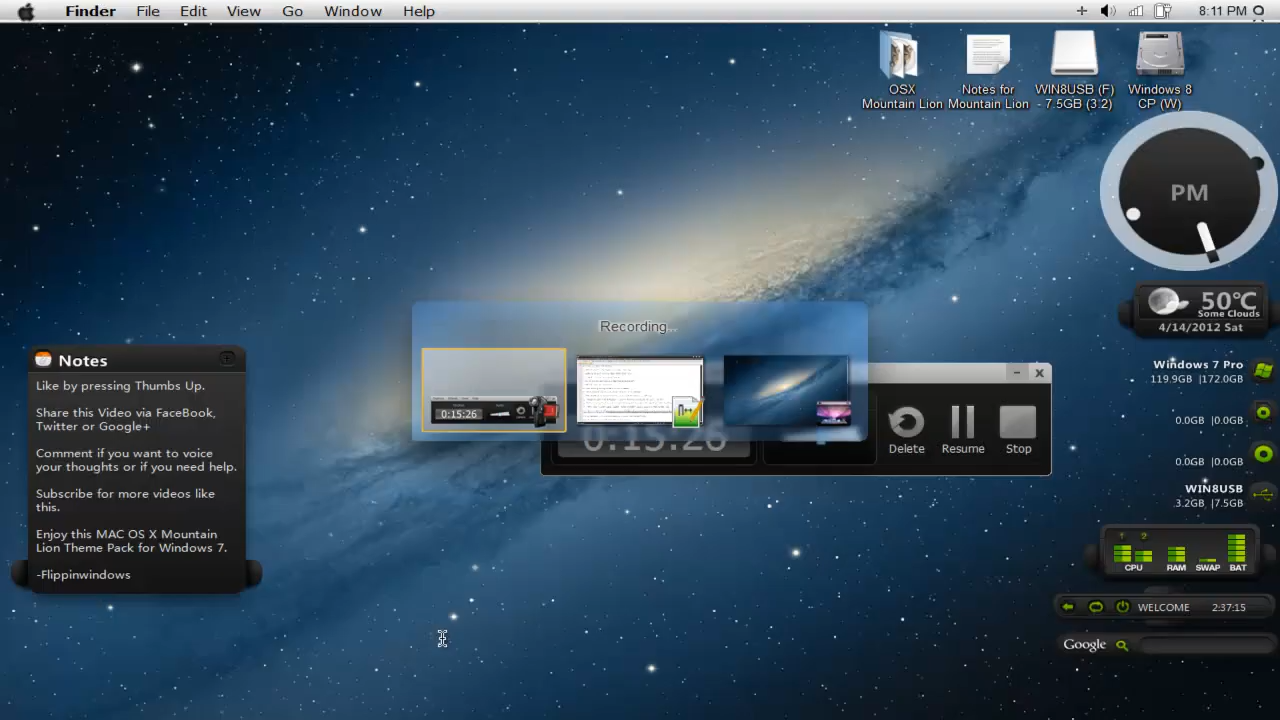 Finder File Edit View Go Window Help
8:11 PM
OSX
Mountain Lion
Notes for
Mountain Lion
WIN8USB (F)
- 7.5GB (3.2)
Windows 8
CP (W)
PM
50°C
Some Clouds
4/14/2012 Sat
Recording...
0:15:26
Notes
Like by pressing Thumbs Up.
Share this Video via FaceBook,
Twitter or Google+
Comment if you want to voice
your thoughts or if you need help.
Subscribe for more videos like
this.
Enjoy this MAC OS X Mountain
Lion Theme Pack for Windows 7.
-Flippinwindows
0:15:26
Delete Resume Stop
Windows 7 Pro
119.9GB |172.0GB
0.0GB |0.0GB
0.0GB |0.0GB
WIN8USB
3.2GB |7.5GB
1 2
CPU RAM SWAP BAT
WELCOME 2:37:15
Google